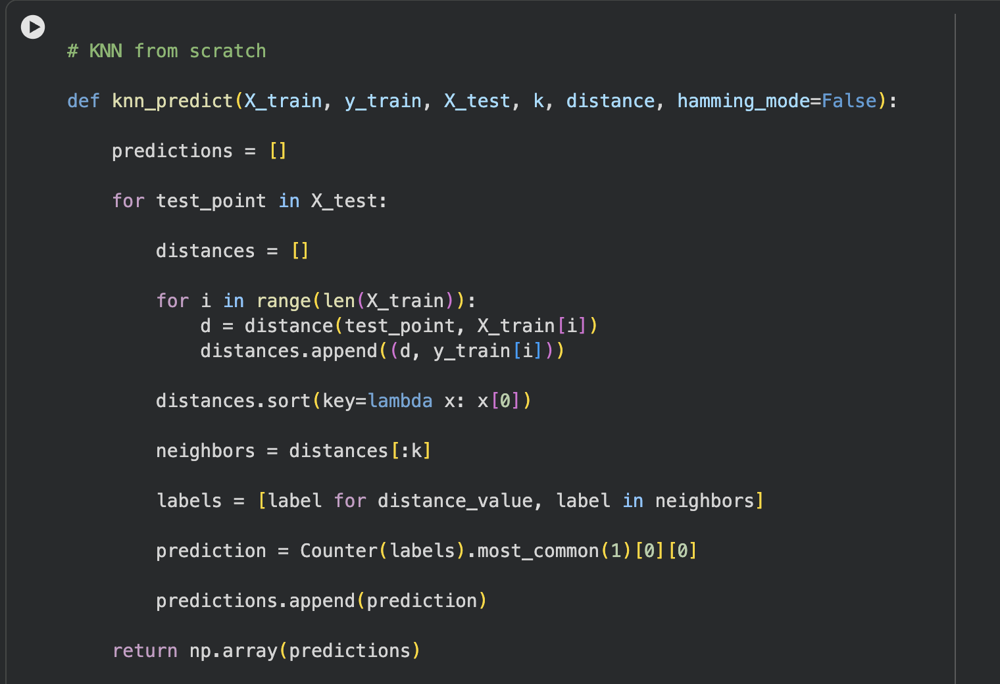 # KNN from scratch
def knn_predict(X_train, y_train, X_test, k, distance, hamming_mode=False):
    predictions = []
    for test_point in X_test:
        distances = []
        for i in range(len(X_train)):
            d = distance(test_point, X_train[i])
            distances.append((d, y_train[i]))
        distances.sort(key=lambda x: x[0])
        neighbors = distances[:k]
        labels = [label for distance_value, label in neighbors]
        prediction = Counter(labels).most_common(1)[0][0]
        predictions.append(prediction)
    return np.array(predictions)